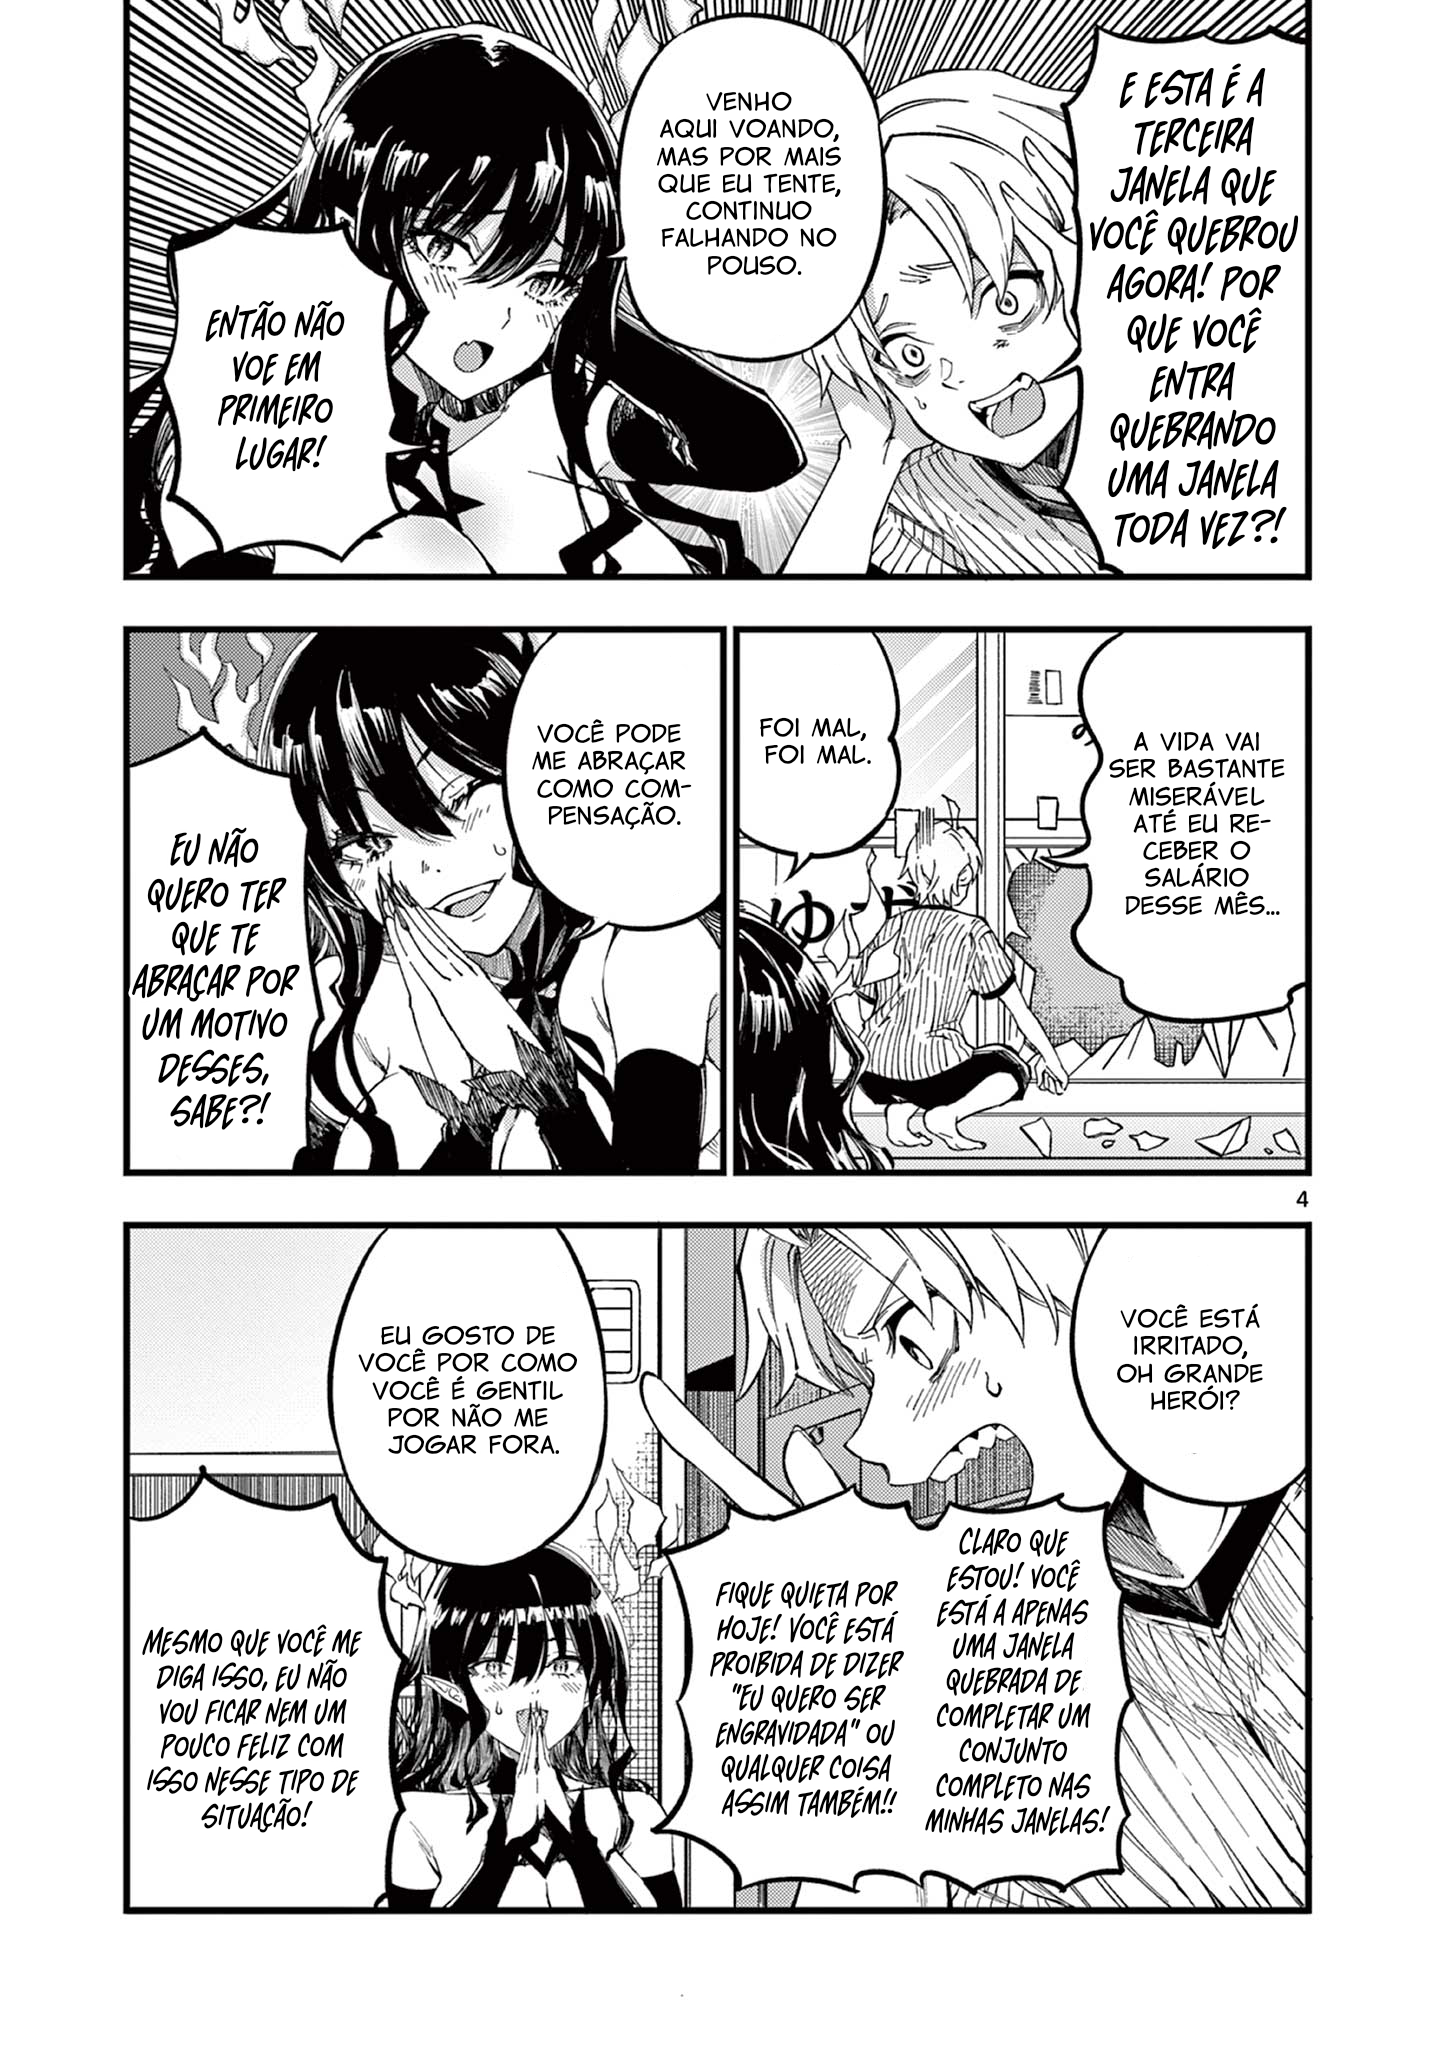 E ESTA É A
TERCEIRA
JANELA QUE
VOCÊ QUEBROU
AGORA! POR
QUE VOCÊ
ENTRA
QUEBRANDO
UMA JANELA
TODA VEZ?!
VENHO
AQUI VOANDO,
MAS POR MAIS
QUE EU TENTE,
CONTINUO
FALHANDO NO
POUSO.
ENTÃO NÃO
VOE EM
PRIMEIRO
LUGAR!
A VIDA VAI
SER BASTANTE
MISERÁVEL
ATÉ EU RE-
CEBER O
SALÁRIO
DESSE MÊS...
FOI MAL,
FOI MAL.
VOCÊ PODE
ME ABRAÇAR
COMO COM-
PENSAÇÃO.
EU NÃO
QUERO TER
QUE TE
ABRAÇAR POR
UM MOTIVO
DESSES,
SABE?!
4
VOCÊ ESTÁ
IRRITADO,
OH GRANDE
HERÓI?
CLARO QUE
ESTOU! VOCÊ
ESTÁ A APENAS
UMA JANELA
QUEBRADA DE
COMPLETAR UM
CONJUNTO
COMPLETO NAS
MINHAS JANELAS!
FIQUE QUIETA POR
HOJE! VOCÊ ESTÁ
PROIBIDA DE DIZER
"EU QUERO SER
ENGRAVIDADA" OU
QUALQUER COISA
ASSIM TAMBÉM!!
EU GOSTO DE
VOCÊ POR COMO
VOCÊ É GENTIL
POR NÃO ME
JOGAR FORA.
MESMO QUE VOCÊ ME
DIGA ISSO, EU NÃO
VOU FICAR NEM UM
POUCO FELIZ COM
ISSO NESSE TIPO DE
SITUAÇÃO!